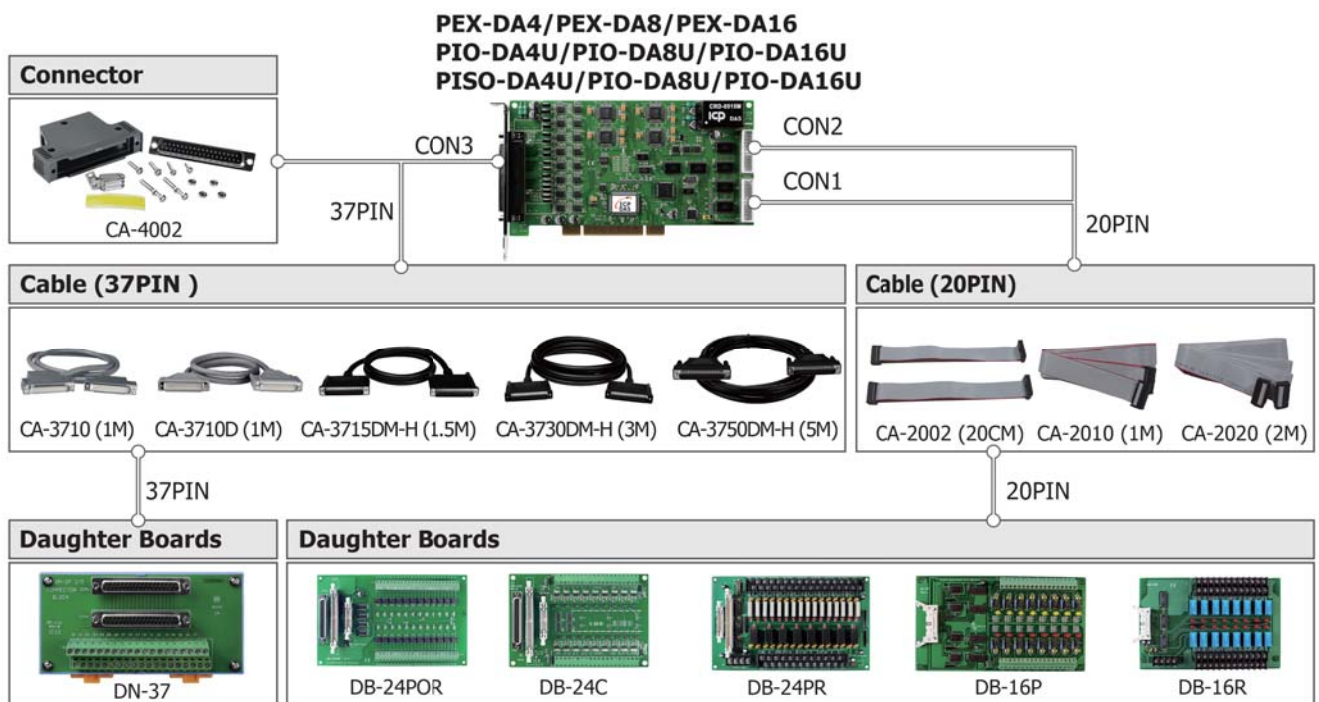 PEX-DA4/PEX-DA8/PEX-DA16
PIO-DA4U/PIO-DA8U/PIO-DA16U
PISO-DA4U/PIO-DA8U/PIO-DA16U
Connector
CA-4002
CON3
CON2
CON1
37PIN
20PIN
Cable (37PIN )
CA-3710 (1M) CA-3710D (1M) CA-3715DM-H (1.5M) CA-3730DM-H (3M) CA-3750DM-H (5M)
Cable (20PIN)
CA-2002 (20CM) CA-2010 (1M) CA-2020 (2M)
37PIN
20PIN
Daughter Boards
DN-37
Daughter Boards
DB-24POR DB-24C DB-24PR DB-16P DB-16R